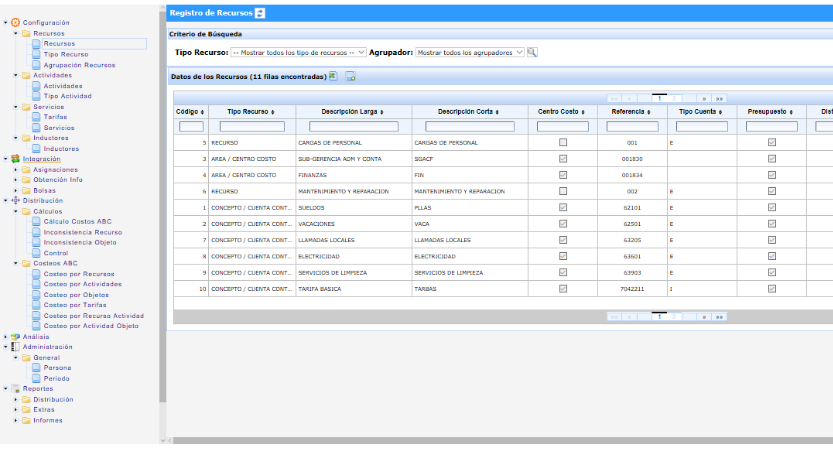 Configuración
Recursos
Recursos
Tipo Recurso
Agrupación Recursos
Actividades
Actividades
Tipo Actividad
Servicios
Tarifas
Servicios
Inductores
Inductores
Integración
Asignaciones
Obtención Info
Bolsas
Distribución
Cálculos
Cálculo Costos ABC
Inconsistencia Recurso
Inconsistencia Objeto
Control
Costeos ABC
Costeo por Recursos
Costeo por Actividades
Costeo por Objetos
Costeo por Tarifas
Costeo por Recurso Actividad
Costeo por Actividad Objeto
Análisis
Administración
General
Persona
Periodo
Reportes
Distribución
Extras
Informes
Registro de Recursos
Criterio de Búsqueda
Tipo Recurso: -- Mostrar todos los tipo de recursos -- Agrupador: Mostrar todos los agrupadores
Datos de los Recursos (11 filas encontradas)
1 2
Código Tipo Recurso Descripción Larga Descripción Corta Centro Costo Referencia Tipo Cuenta Presupuesto Dist
5 RECURSO CARGAS DE PERSONAL CARGAS DE PERSONAL 001 E
3 AREA / CENTRO COSTO SUB-GERENCIA ADM Y CONTA SGACF 001830
4 AREA / CENTRO COSTO FINANZAS FIN 001834
6 RECURSO MANTENIMIENTO Y REPARACION MANTENIMIENTO Y REPARACION 002 E
1 CONCEPTO / CUENTA CONT... SUELDOS PLLAS 62101 E
2 CONCEPTO / CUENTA CONT... VACACIONES VACA 62501 E
7 CONCEPTO / CUENTA CONT... LLAMADAS LOCALES LLAMADAS LOCALES 63205 E
8 CONCEPTO / CUENTA CONT... ELECTRICIDAD ELECTRICIDAD 63601 E
9 CONCEPTO / CUENTA CONT... SERVICIOS DE LIMPIEZA SERVICIOS DE LIMPIEZA 63903 E
10 CONCEPTO / CUENTA CONT... TARIFA BASICA TARBAS 7042211 I
1 2